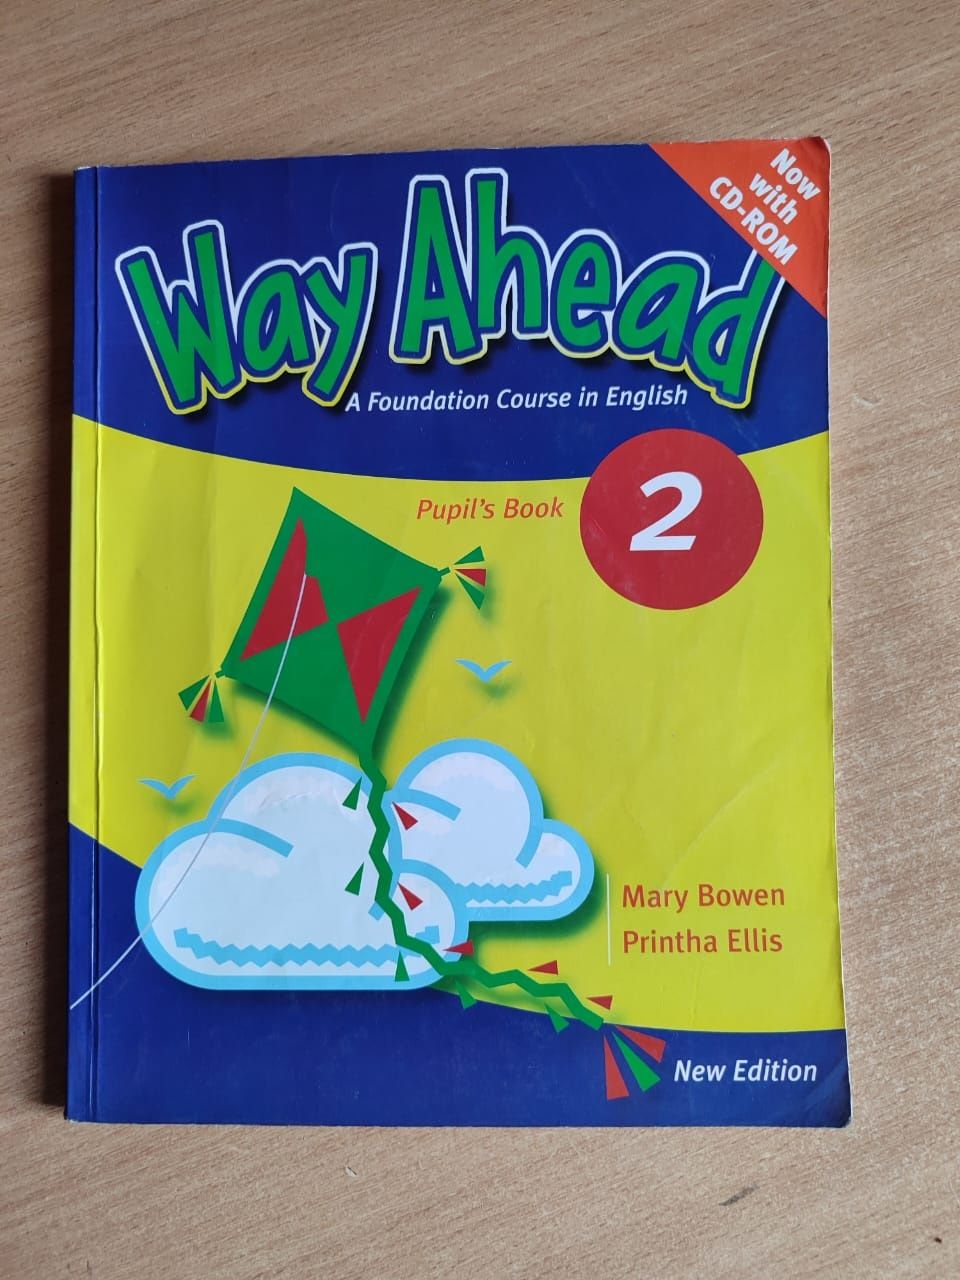 Now
with
CD-ROM
Way Ahead
A Foundation Course in English
Pupil's Book
2
Mary Bowen
Printha Ellis
New Edition